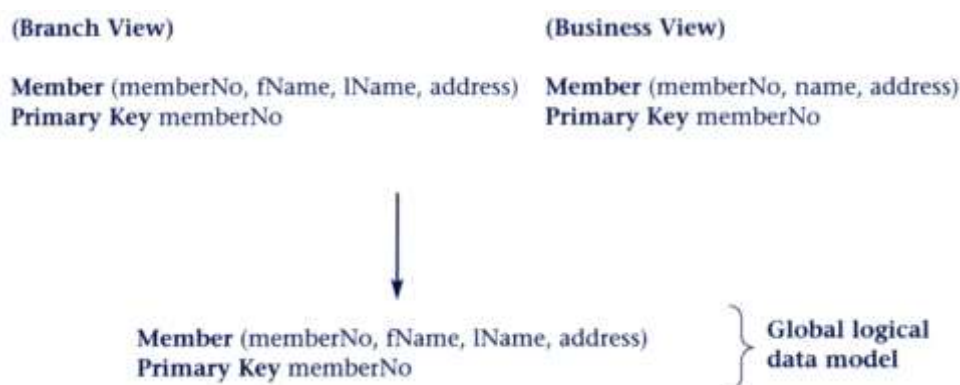 (Branch View)
Member (memberNo, fName, lName, address)
Primary Key memberNo
(Business View)
Member (memberNo, name, address)
Primary Key memberNo
Member (memberNo, fName, lName, address)
Primary Key memberNo
Global logical
data model